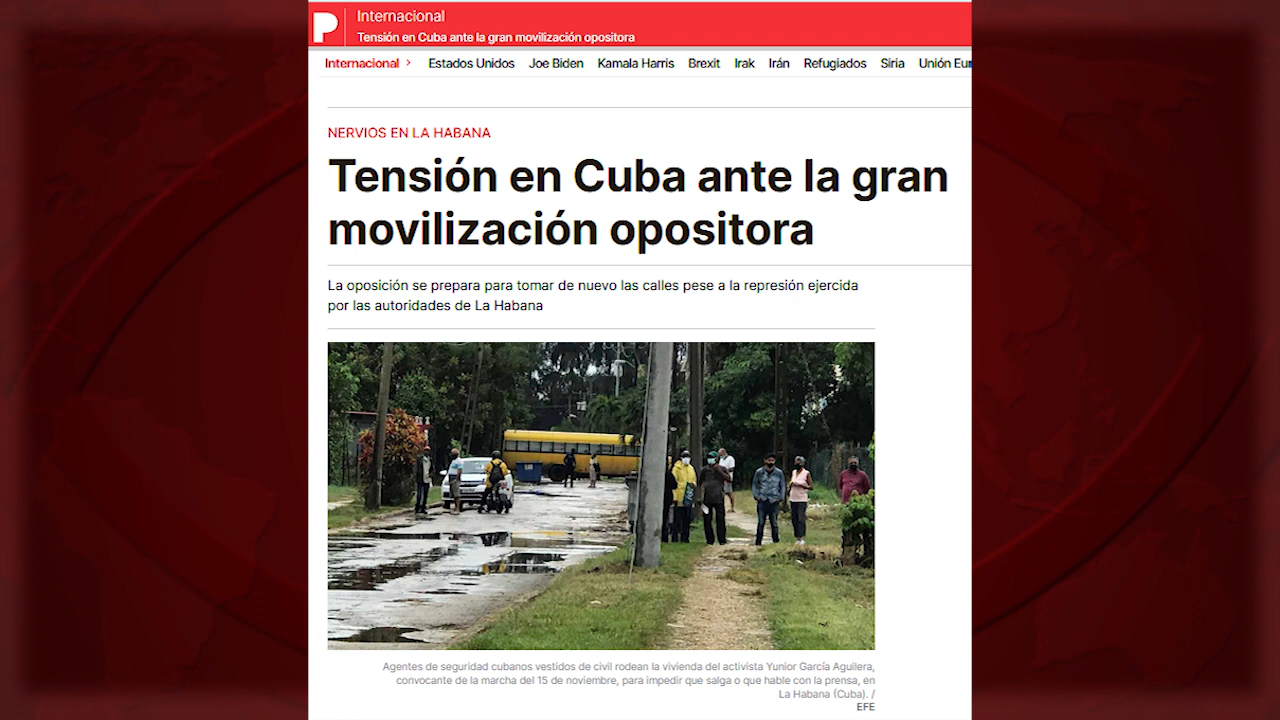 P
Internacional
Tensión en Cuba ante la gran movilización opositora
Internacional > Estados Unidos Joe Biden Kamala Harris Brexit Irak Irán Refugiados Siria Unión Eur
NERVIOS EN LA HABANA
Tensión en Cuba ante la gran
movilización opositora
La oposición se prepara para tomar de nuevo las calles pese a la represión ejercida
por las autoridades de La Habana
Agentes de seguridad cubanos vestidos de civil rodean la vivienda del activista Yunior García Aguilera,
convocante de la marcha del 15 de noviembre, para impedir que salga o que hable con la prensa, en
La Habana (Cuba). /
EFE